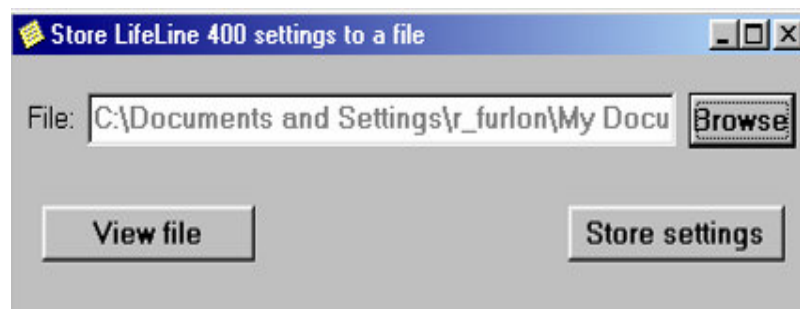 Store LifeLine 400 settings to a file
File: C:\Documents and Settings\r_furlon\My Docu Browse
View file Store settings